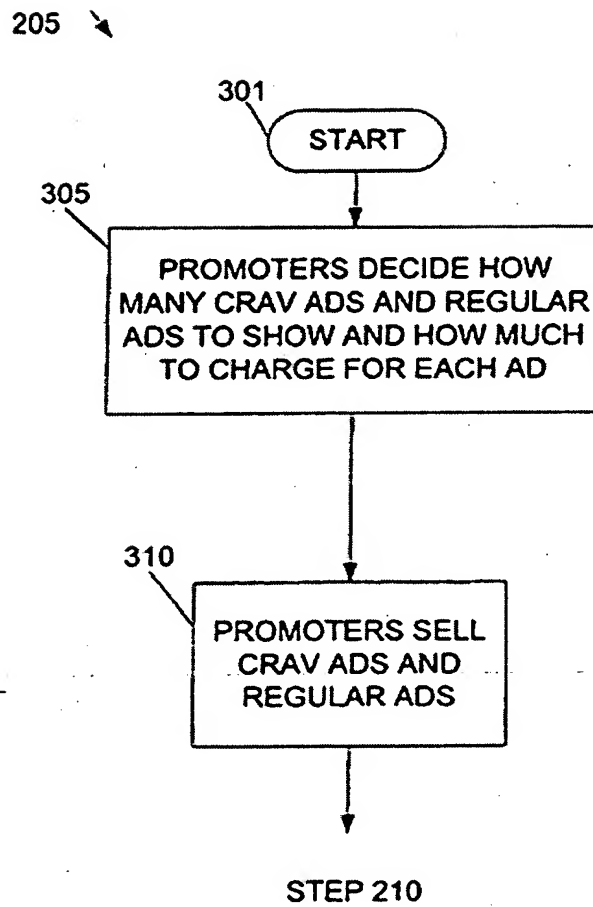 205
301
START
305
PROMOTERS DECIDE HOW
MANY CRAV ADS AND REGULAR
ADS TO SHOW AND HOW MUCH
TO CHARGE FOR EACH AD
310
PROMOTERS SELL
CRAV ADS AND
REGULAR ADS
STEP 210